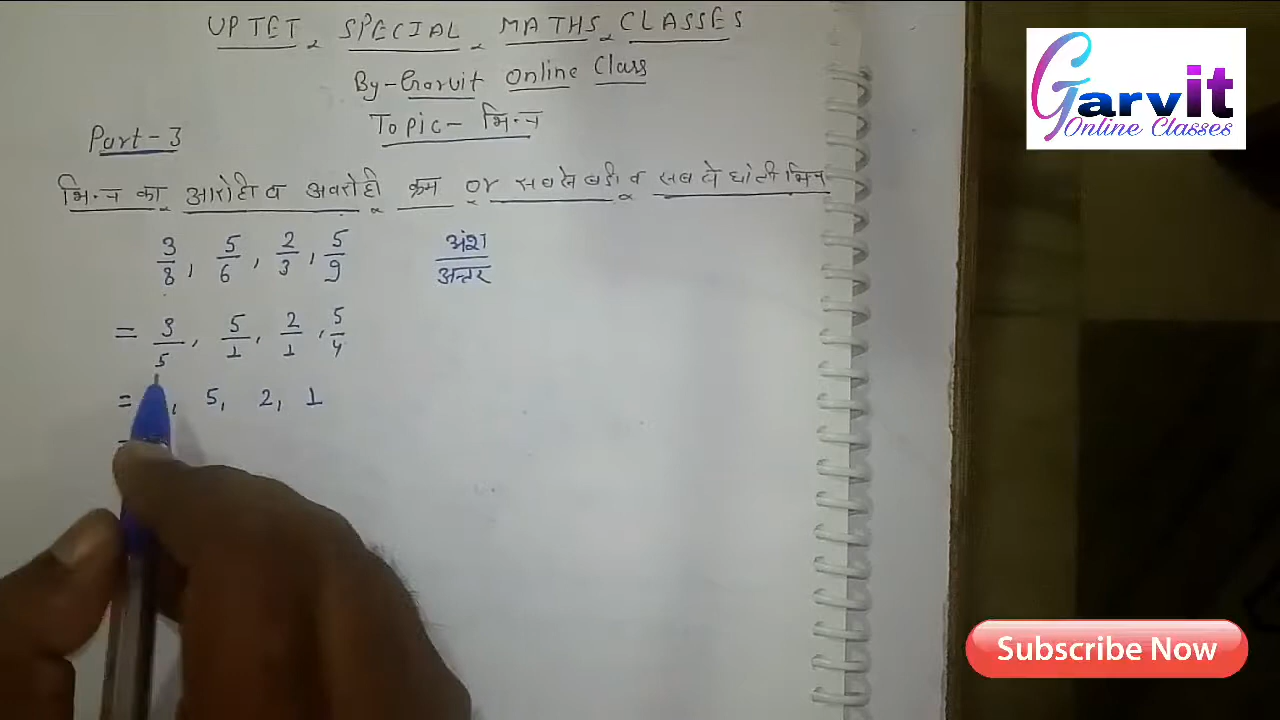 UPTET SPECIAL MATHS CLASSES
By-Garvit Online Class
Topic- भिन्न
Part-3
भिन्न का आरोही व अवरोही क्रम or सबसे बड़ी व सबसे छोटी भिन्न
3/8, 5/6, 2/3, 5/9 अंश/अन्तर
= 3/5, 5/1, 2/1, 5/4
= , 5, 2, 1
Garvit
Online Classes
Subscribe Now